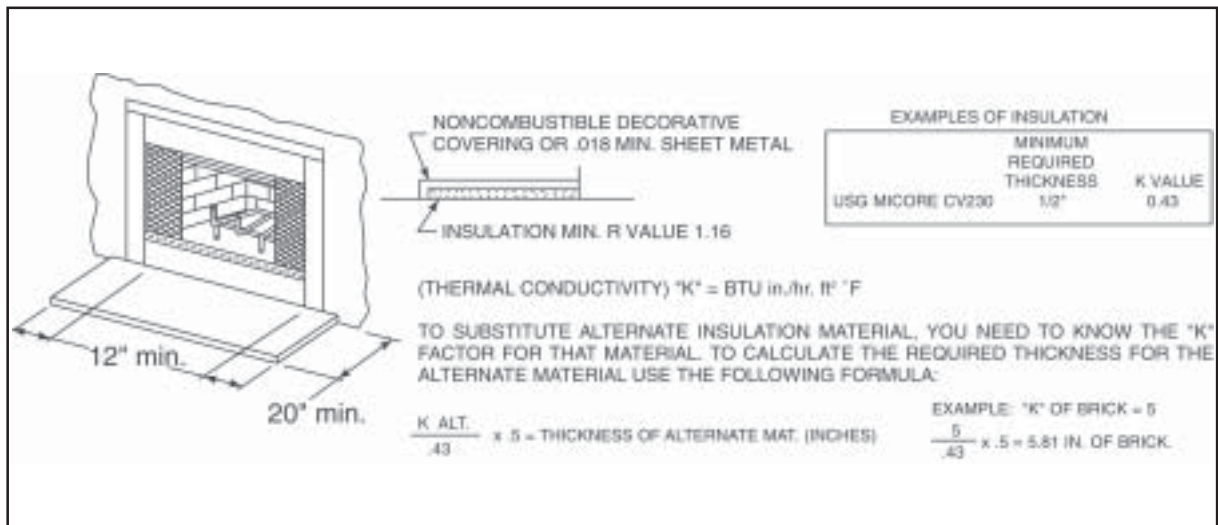 NONCOMBUSTIBLE DECORATIVE
COVERING OR .018 MIN. SHEET METAL
INSULATION MIN. R VALUE 1.16
EXAMPLES OF INSULATION
MINIMUM
REQUIRED
THICKNESS K VALUE
USG MICORE CV230 1/2" 0.43
(THERMAL CONDUCTIVITY) "K" = BTU in./hr. ft² °F
TO SUBSTITUTE ALTERNATE INSULATION MATERIAL, YOU NEED TO KNOW THE "K"
FACTOR FOR THAT MATERIAL. TO CALCULATE THE REQUIRED THICKNESS FOR THE
ALTERNATE MATERIAL USE THE FOLLOWING FORMULA:
12" min.
20" min.
K ALT.
.43
x .5 = THICKNESS OF ALTERNATE MAT. (INCHES)
EXAMPLE: "K" OF BRICK = 5
5
.43
x .5 = 5.81 IN. OF BRICK.